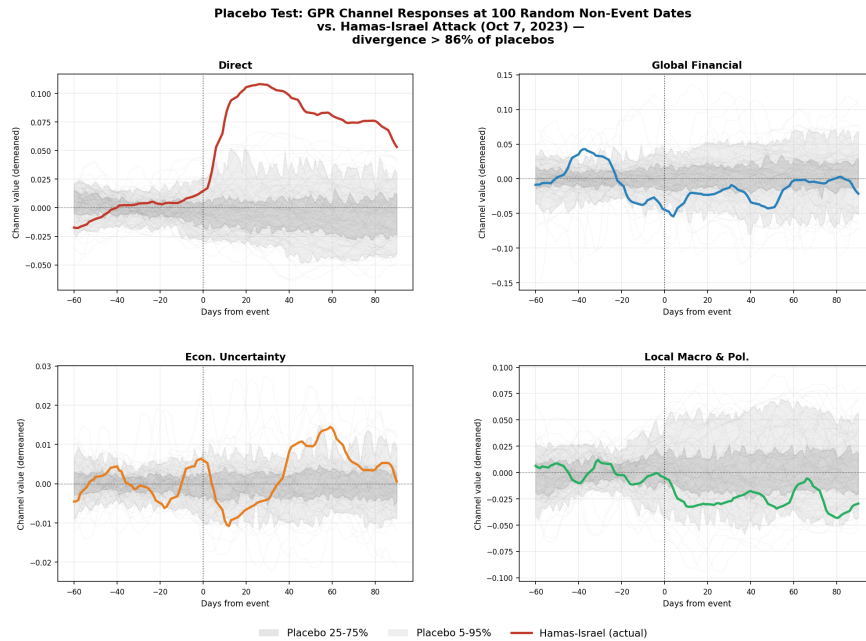 Placebo Test: GPR Channel Responses at 100 Random Non-Event Dates
vs. Hamas-Israel Attack (Oct 7, 2023) —
divergence > 86% of placebos
Direct
Channel value (demeaned)
0.100
0.075
0.050
0.025
0.000
−0.025
−0.050
−60 −40 −20 0 20 40 60 80
Days from event
Global Financial
Channel value (demeaned)
0.15
0.10
0.05
0.00
−0.05
−0.10
−0.15
−60 −40 −20 0 20 40 60 80
Days from event
Econ. Uncertainty
Channel value (demeaned)
0.03
0.02
0.01
0.00
−0.01
−0.02
−60 −40 −20 0 20 40 60 80
Days from event
Local Macro & Pol.
Channel value (demeaned)
0.100
0.075
0.050
0.025
0.000
−0.025
−0.050
−0.075
−0.100
−60 −40 −20 0 20 40 60 80
Days from event
Placebo 25-75% Placebo 5-95% Hamas-Israel (actual)